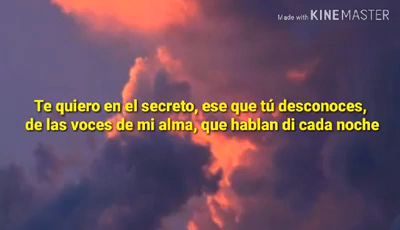 Made with KINEMASTER
Te quiero en el secreto, ese que tú desconoces,
de las voces de mi alma, que hablan di cada noche